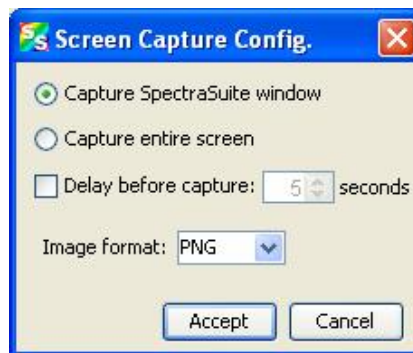 SS Screen Capture Config.
Capture SpectraSuite window
Capture entire screen
Delay before capture: 5 seconds
Image format: PNG
Accept Cancel